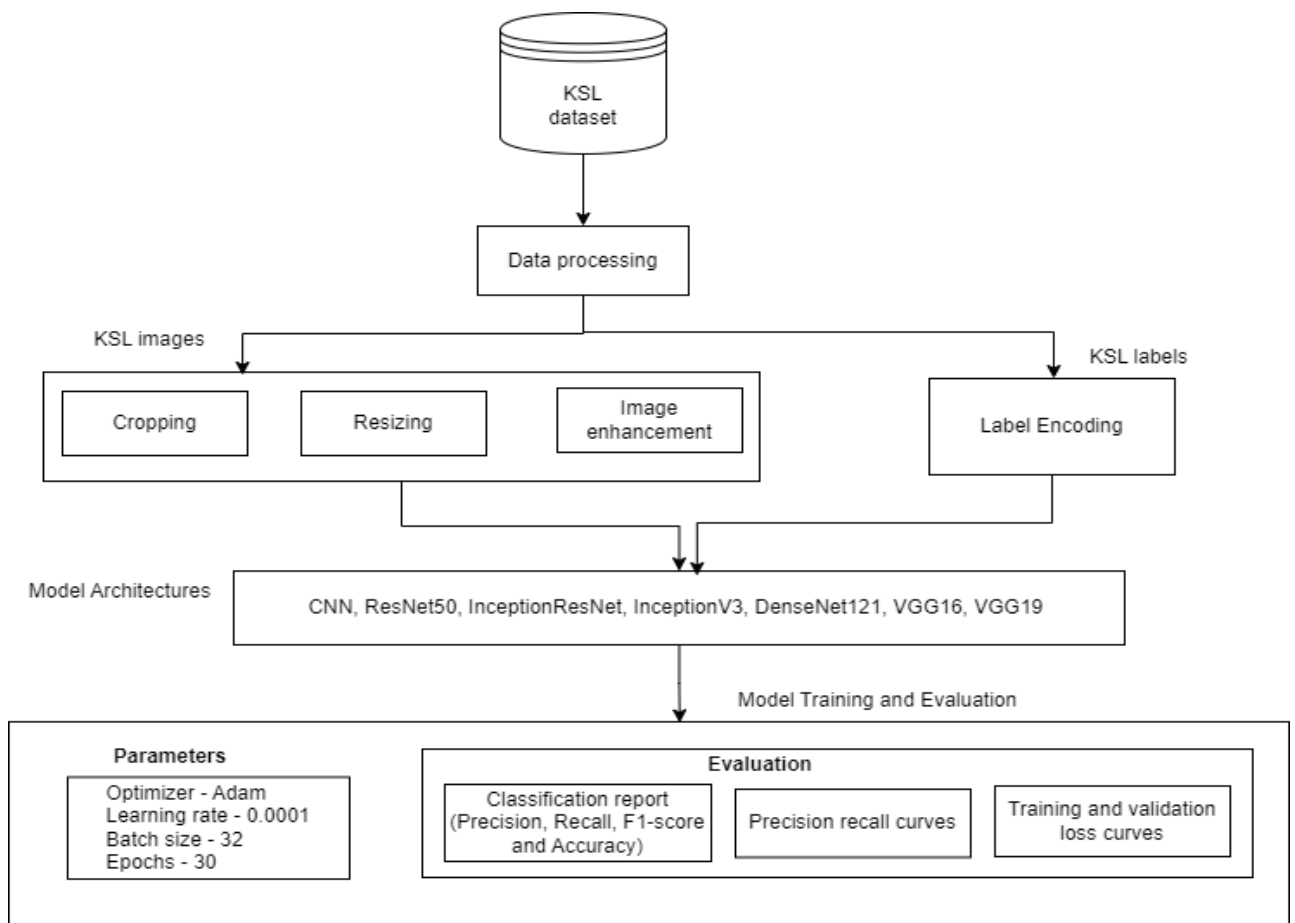 KSL
dataset
Data processing
KSL images
KSL labels
Cropping
Resizing
Image
enhancement
Label Encoding
Model Architectures
CNN, ResNet50, InceptionResNet, InceptionV3, DenseNet121, VGG16, VGG19
Model Training and Evaluation
Parameters
Optimizer - Adam
Learning rate - 0.0001
Batch size - 32
Epochs - 30
Evaluation
Classification report
(Precision, Recall, F1-score
and Accuracy)
Precision recall curves
Training and validation
loss curves